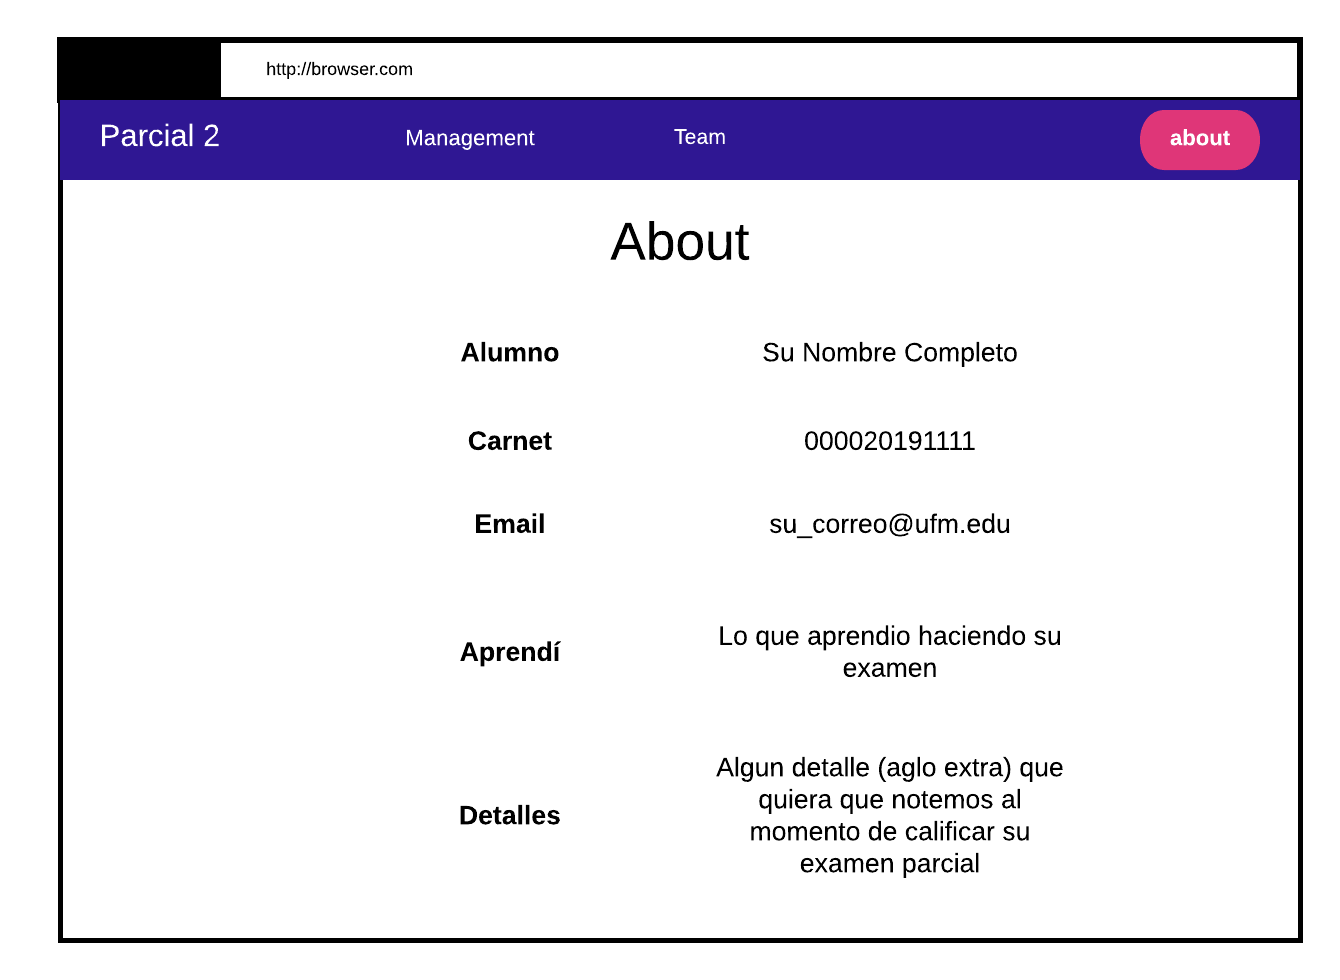 http://browser.com
Parcial 2 Management Team about
About
Alumno Su Nombre Completo
Carnet 000020191111
Email su_correo@ufm.edu
Aprendí
Lo que aprendio haciendo su
examen
Detalles
Algun detalle (aglo extra) que
quiera que notemos al
momento de calificar su
examen parcial